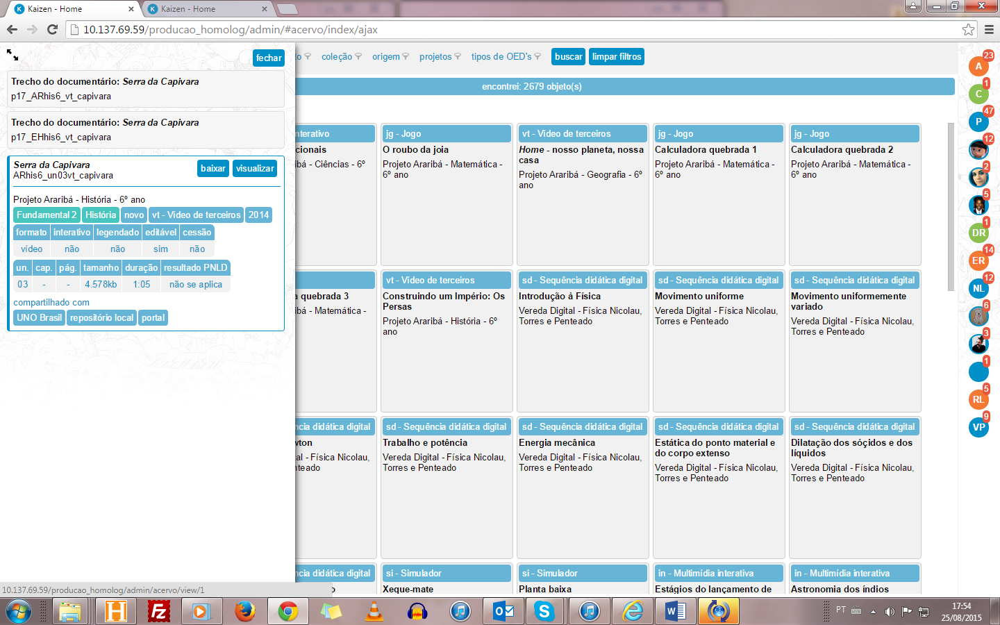 Kaizen - Home
Kaizen - Home
10.137.69.59/producao_homolog/admin/#acervo/index/ajax
fechar
Trecho do documentário: Serra da Capivara
p17_ARhis6_vt_capivara
Trecho do documentário: Serra da Capivara
p17_EHhis6_vt_capivara
Serra da Capivara
ARhis6_un03vt_capivara
baixar visualizar
Projeto Araribá - História - 6º ano
Fundamental 2 História novo vt - Vídeo de terceiros 2014
formato interativo legendado editável cessão
vídeo não não sim não
un. cap. pág. tamanho duração resultado PNLD
03 - - 4.578kb 1:05 não se aplica
compartilhado com
UNO Brasil repositório local portal
to coleção origem projetos tipos de OED's buscar limpar filtros
encontrei: 2679 objeto(s)
nterativo
cionais
ibá - Ciências - 6º
jg - Jogo
O roubo da joia
Projeto Araribá - Matemática -
6º ano
vt - Vídeo de terceiros
Home - nosso planeta, nossa
casa
Projeto Araribá - Geografia - 6º
ano
jg - Jogo
Calculadora quebrada 1
Projeto Araribá - Matemática -
6º ano
jg - Jogo
Calculadora quebrada 2
Projeto Araribá - Matemática -
6º ano
a quebrada 3
ibá - Matemática -
vt - Vídeo de terceiros
Construindo um Império: Os
Persas
Projeto Araribá - História - 6º
ano
sd - Sequência didática digital
Introdução à Física
Vereda Digital - Física Nicolau,
Torres e Penteado
sd - Sequência didática digital
Movimento uniforme
Vereda Digital - Física Nicolau,
Torres e Penteado
sd - Sequência didática digital
Movimento uniformemente
variado
Vereda Digital - Física Nicolau,
Torres e Penteado
ncia didática digital
wton
al - Física Nicolau,
nteado
sd - Sequência didática digital
Trabalho e potência
Vereda Digital - Física Nicolau,
Torres e Penteado
sd - Sequência didática digital
Energia mecânica
Vereda Digital - Física Nicolau,
Torres e Penteado
sd - Sequência didática digital
Estática do ponto material e
do corpo extenso
Vereda Digital - Física Nicolau,
Torres e Penteado
sd - Sequência didática digital
Dilatação dos sócidos e dos
líquidos
Vereda Digital - Física Nicolau,
Torres e Penteado
ncia didática digital
o
si - Simulador
Xeque-mate
si - Simulador
Planta baixa
in - Multimídia interativa
Estágios do lançamento de
in - Multimídia interativa
Astronomia dos índios
A 23
C 1
P 47
12
2
5
DR 1
ER 14
NL 12
6
3
1
RL 5
VP 9
10.137.69.59/producao_homolog/admin/acervo/view/1
PT
17:54
25/08/2015